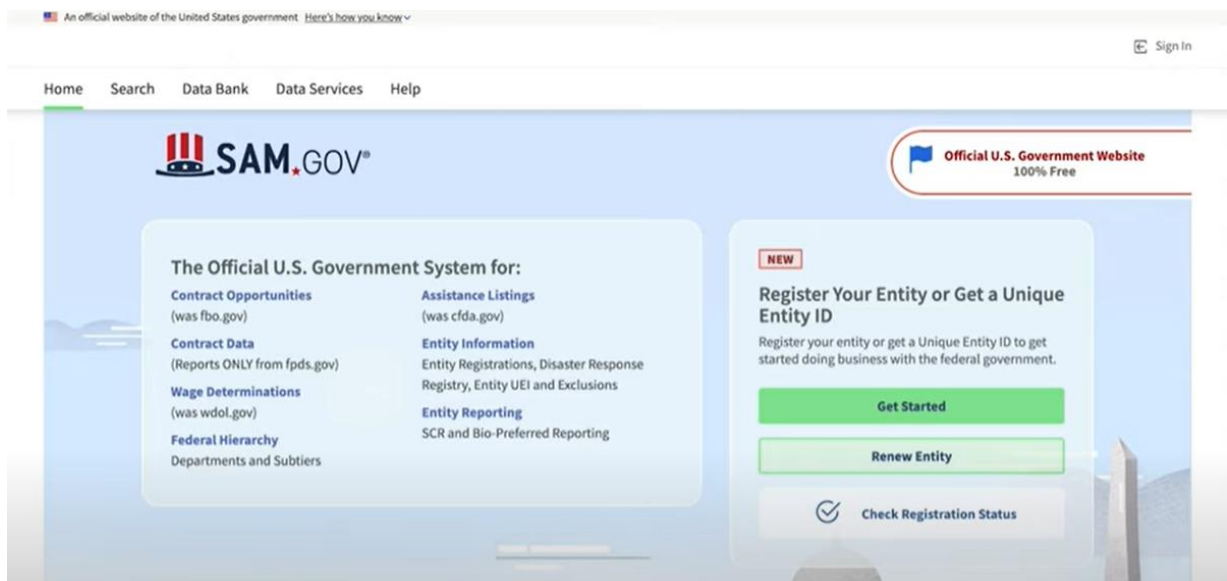 An official website of the United States government Here's how you know
Sign In
Home Search Data Bank Data Services Help
SAM.GOV®
Official U.S. Government Website
100% Free
The Official U.S. Government System for:
Contract Opportunities
(was fbo.gov)
Contract Data
(Reports ONLY from fpds.gov)
Wage Determinations
(was wdol.gov)
Federal Hierarchy
Departments and Subtiers
Assistance Listings
(was cfda.gov)
Entity Information
Entity Registrations, Disaster Response
Registry, Entity UEI and Exclusions
Entity Reporting
SCR and Bio-Preferred Reporting
NEW
Register Your Entity or Get a Unique
Entity ID
Register your entity or get a Unique Entity ID to get
started doing business with the federal government.
Get Started
Renew Entity
Check Registration Status